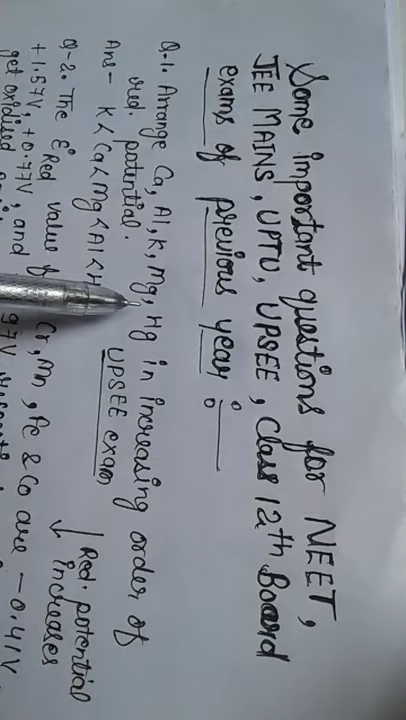 Some important questions for NEET,
JEE MAINS, UPTU, UPSEE, Class 12th Board
exams of previous year :
Q.1. Arrange Ca, Al, K, Mg, Hg in increasing order of
red. potential.
UPSEE exam
Ans - K < Ca < Mg < Al < H
↓ Red. potential
increases
Q-2. The E° Red value of Cr, Mn, Fe & Co are -0.41V,
+1.57V, +0.77V, and 97V
get oxidised